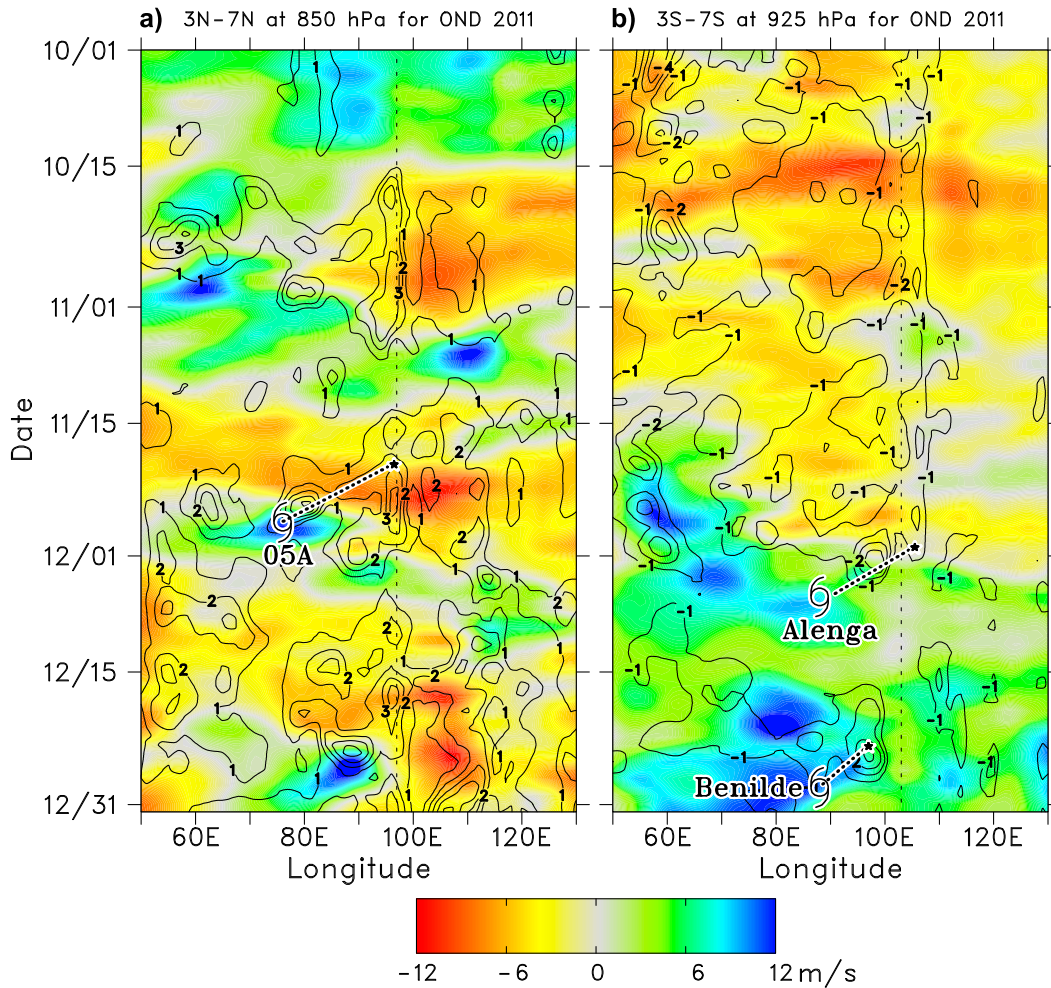 a) 3N-7N at 850 hPa for OND 2011
b) 3S-7S at 925 hPa for OND 2011
10/01
10/15
11/01
11/15
12/01
12/15
12/31
Date
05A
Alenga
Benilde
60E 80E 100E 120E
60E 80E 100E 120E
Longitude
Longitude
-12 -6 0 6 12 m/s